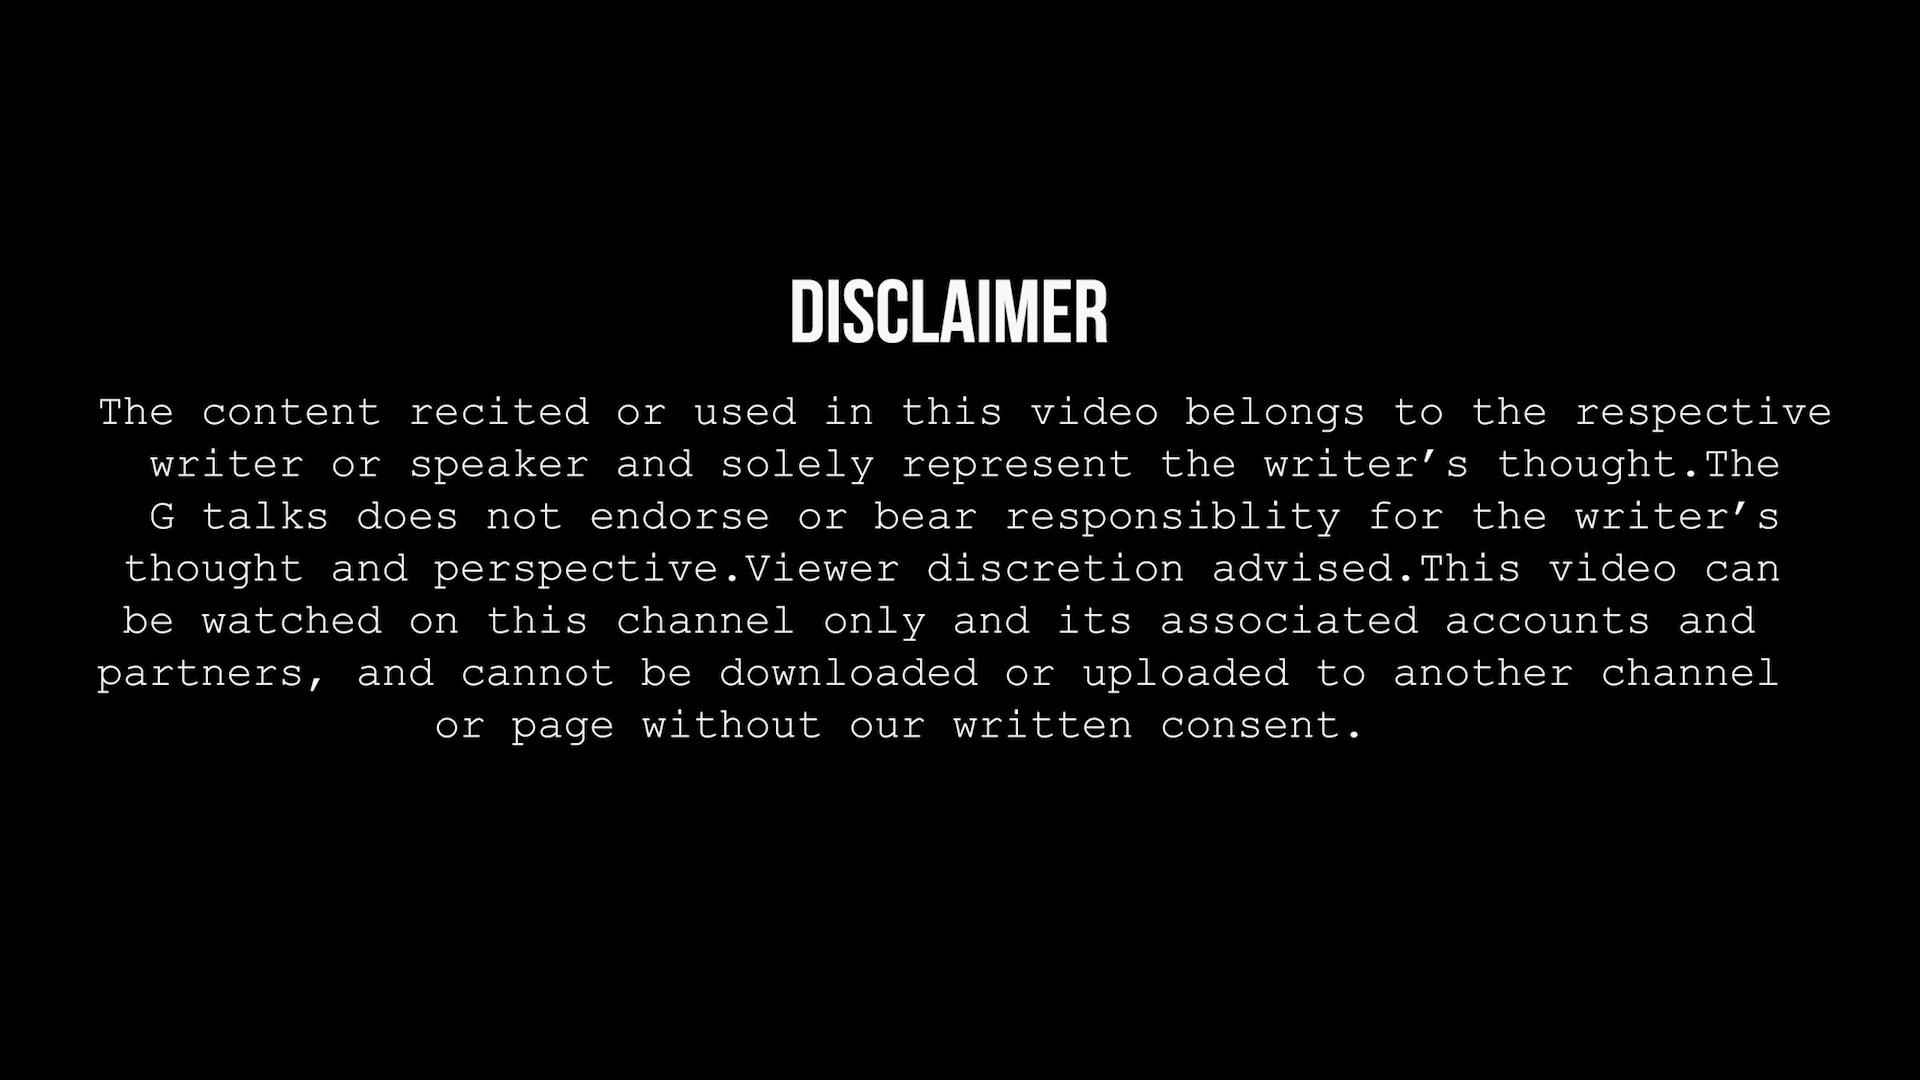 DISCLAIMER
The content recited or used in this video belongs to the respective
writer or speaker and solely represent the writer’s thought.The
G talks does not endorse or bear responsiblity for the writer’s
thought and perspective.Viewer discretion advised.This video can
be watched on this channel only and its associated accounts and
partners, and cannot be downloaded or uploaded to another channel
or page without our written consent.